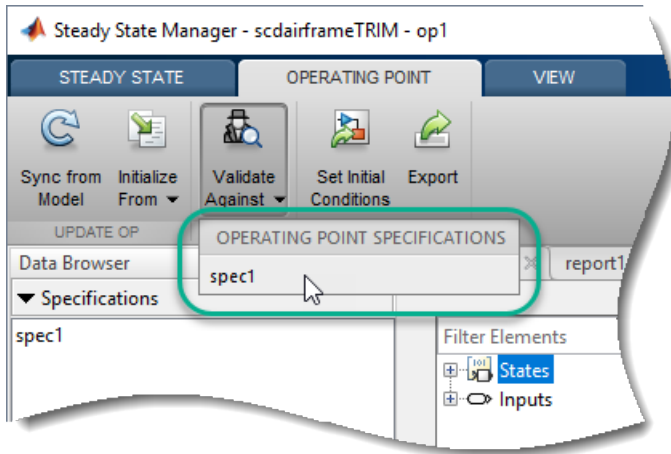 Steady State Manager - scdairframeTRIM - op1
STEADY STATE
OPERATING POINT
VIEW
Sync from
Model
Initialize
From
Validate
Against
Set Initial
Conditions
Export
UPDATE OP
OPERATING POINT SPECIFICATIONS
spec1
Data Browser
report1
Specifications
spec1
Filter Elements
States
Inputs